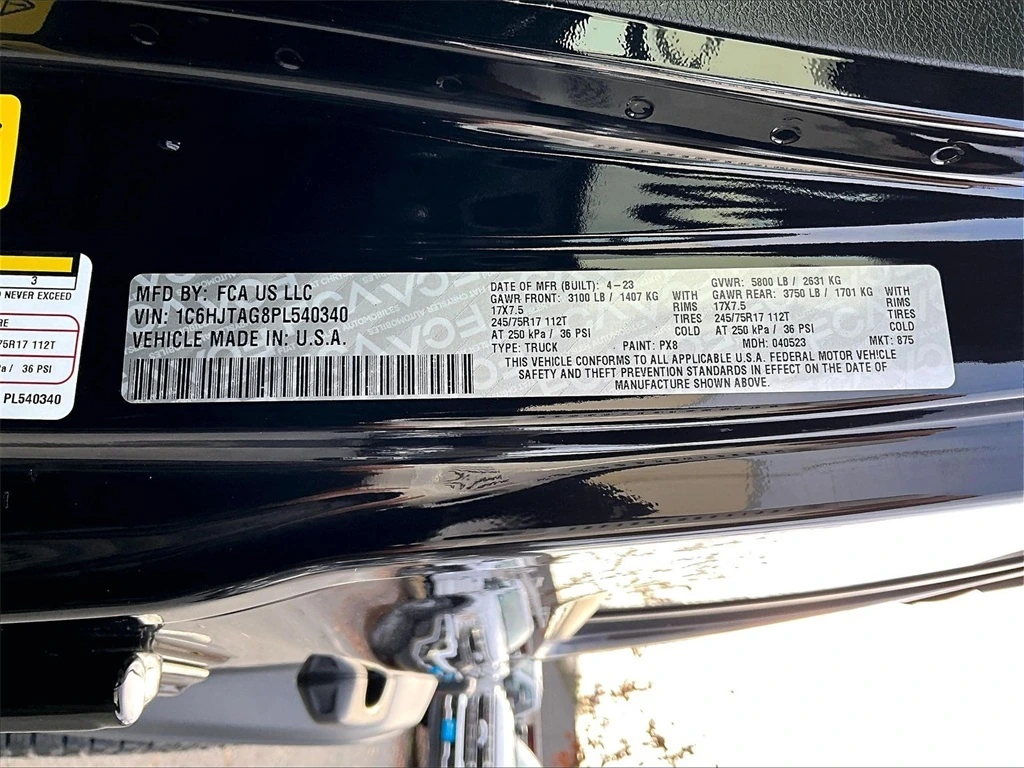 3
D NEVER EXCEED
RE
75R17 112T
a / 36 PSI
PL540340
MFD BY: FCA US LLC
VIN: 1C6HJTAG8PL540340
VEHICLE MADE IN: U.S.A.
DATE OF MFR (BUILT): 4-23 GVWR: 5800 LB / 2631 KG
GAWR FRONT: 3100 LB / 1407 KG WITH GAWR REAR: 3750 LB / 1701 KG WITH
17X7.5 RIMS 17X7.5 RIMS
245/75R17 112T TIRES 245/75R17 112T TIRES
AT 250 kPa / 36 PSI COLD AT 250 kPa / 36 PSI COLD
TYPE: TRUCK PAINT: PX8 MDH: 040523 MKT: 875
THIS VEHICLE CONFORMS TO ALL APPLICABLE U.S.A. FEDERAL MOTOR VEHICLE
SAFETY AND THEFT PREVENTION STANDARDS IN EFFECT ON THE DATE OF
MANUFACTURE SHOWN ABOVE.